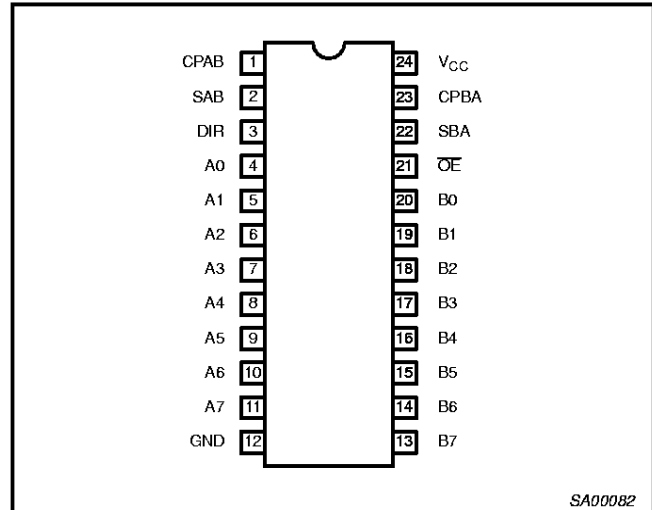 CPAB 1 24 VCC
SAB 2 23 CPBA
DIR 3 22 SBA
A0 4 21 O̅E̅
A1 5 20 B0
A2 6 19 B1
A3 7 18 B2
A4 8 17 B3
A5 9 16 B4
A6 10 15 B5
A7 11 14 B6
GND 12 13 B7
SA00082